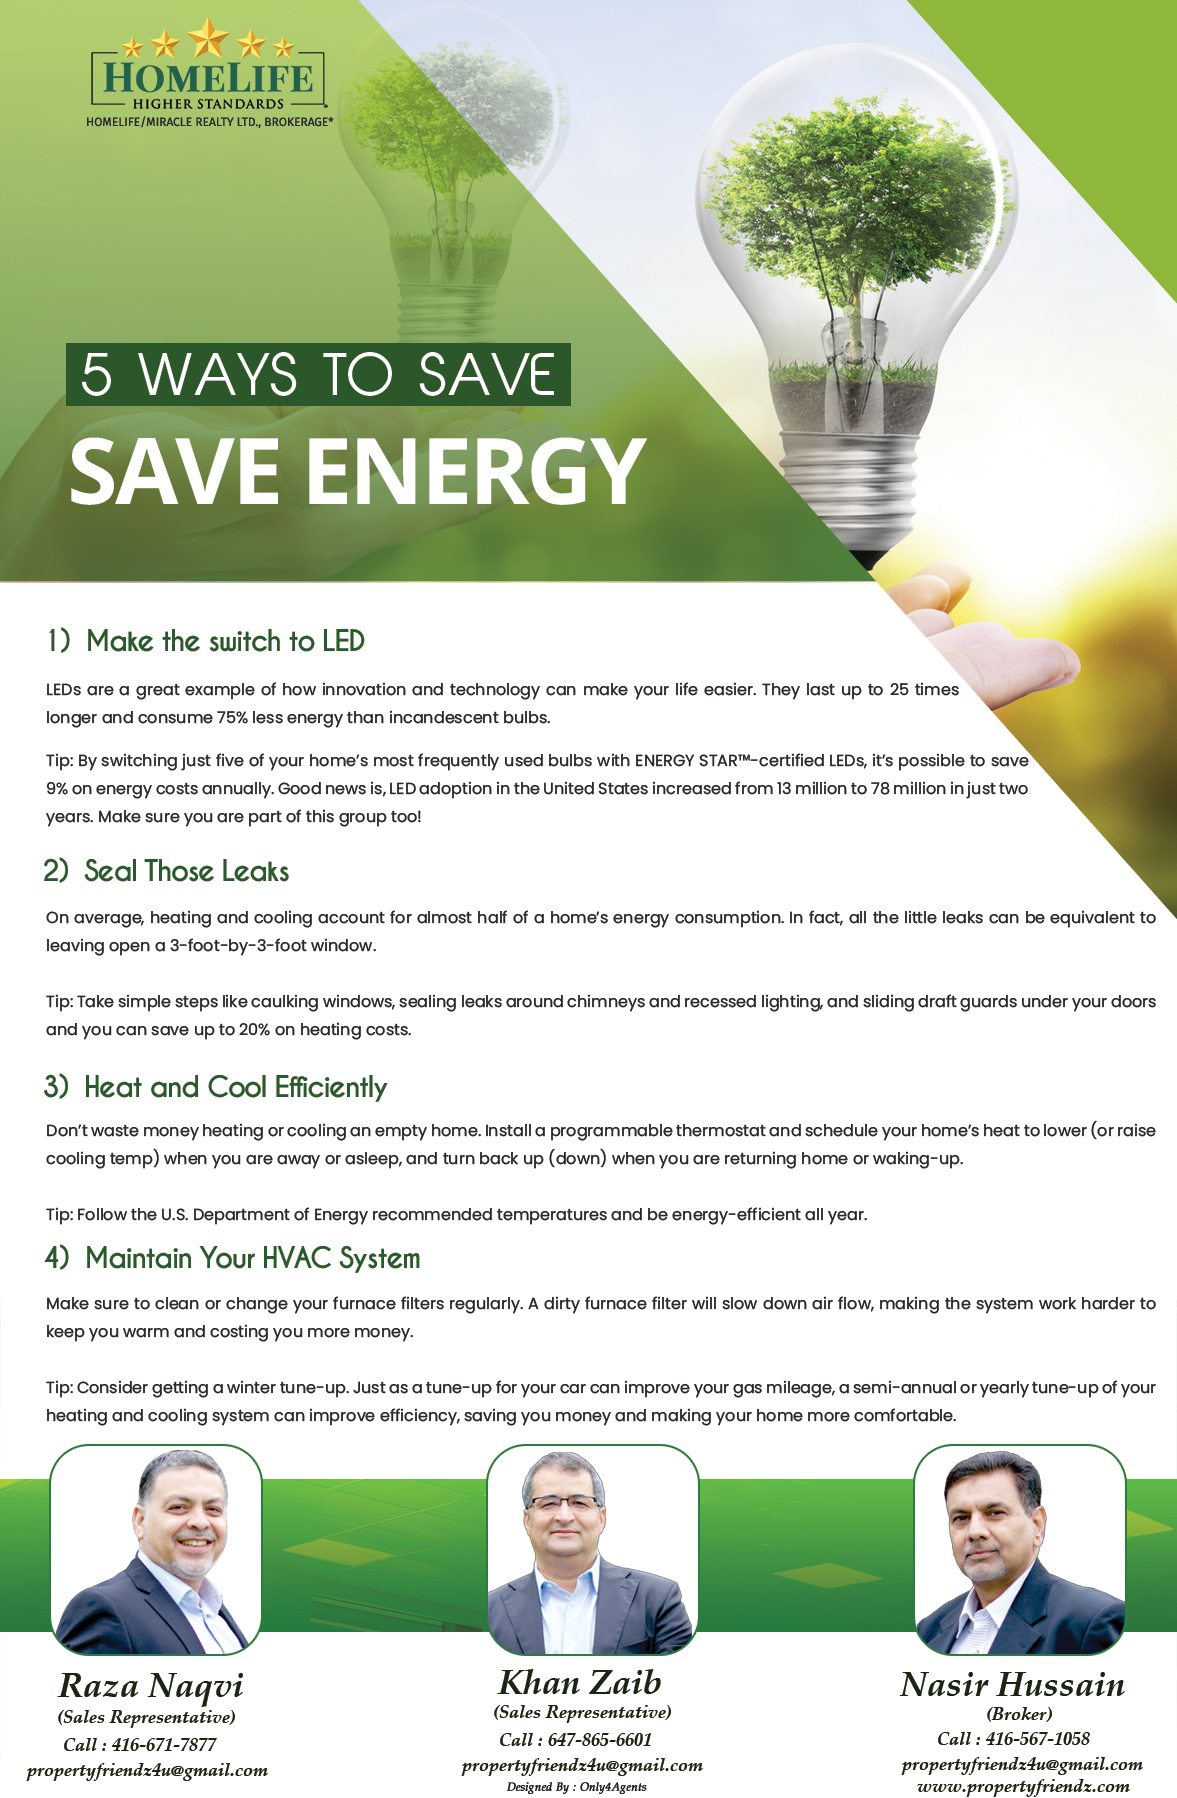 HOMELIFE
HIGHER STANDARDS
HOMELIFE/MIRACLE REALTY LTD., BROKERAGE*
5 WAYS TO SAVE
SAVE ENERGY
1) Make the switch to LED
LEDs are a great example of how innovation and technology can make your life easier. They last up to 25 times
longer and consume 75% less energy than incandescent bulbs.
Tip: By switching just five of your home's most frequently used bulbs with ENERGY STAR™-certified LEDs, it's possible to save
9% on energy costs annually. Good news is, LED adoption in the United States increased from 13 million to 78 million in just two
years. Make sure you are part of this group too!
2) Seal Those Leaks
On average, heating and cooling account for almost half of a home's energy consumption. In fact, all the little leaks can be equivalent to
leaving open a 3-foot-by-3-foot window.
Tip: Take simple steps like caulking windows, sealing leaks around chimneys and recessed lighting, and sliding draft guards under your doors
and you can save up to 20% on heating costs.
3) Heat and Cool Efficiently
Don't waste money heating or cooling an empty home. Install a programmable thermostat and schedule your home's heat to lower (or raise
cooling temp) when you are away or asleep, and turn back up (down) when you are returning home or waking-up.
Tip: Follow the U.S. Department of Energy recommended temperatures and be energy-efficient all year.
4) Maintain Your HVAC System
Make sure to clean or change your furnace filters regularly. A dirty furnace filter will slow down air flow, making the system work harder to
keep you warm and costing you more money.
Tip: Consider getting a winter tune-up. Just as a tune-up for your car can improve your gas mileage, a semi-annual or yearly tune-up of your
heating and cooling system can improve efficiency, saving you money and making your home more comfortable.
Raza Naqvi
(Sales Representative)
Call : 416-671-7877
propertyfriendz4u@gmail.com
Khan Zaib
(Sales Representative)
Call : 647-865-6601
propertyfriendz4u@gmail.com
Designed By : Only4Agents
Nasir Hussain
(Broker)
Call : 416-567-1058
propertyfriendz4u@gmail.com
www.propertyfriendz.com